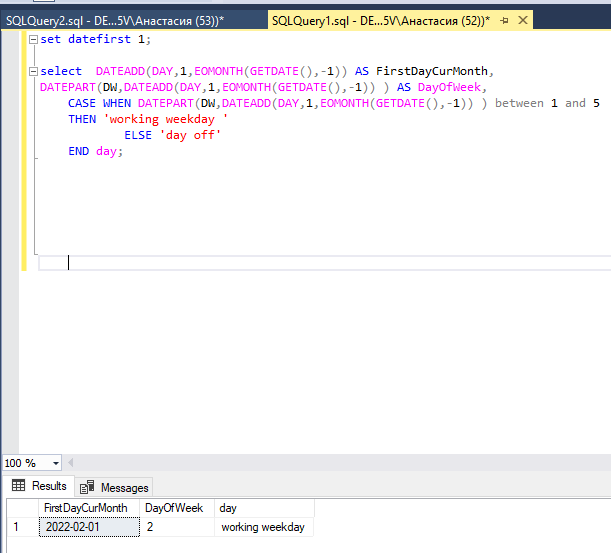 SQLQuery2.sql - DE...5V\Анастасия (53))* SQLQuery1.sql - DE...5V\Анастасия (52))*
set datefirst 1;
select  DATEADD(DAY,1,EOMONTH(GETDATE(),-1)) AS FirstDayCurMonth,
DATEPART(DW,DATEADD(DAY,1,EOMONTH(GETDATE(),-1)) ) AS DayOfWeek,
CASE WHEN DATEPART(DW,DATEADD(DAY,1,EOMONTH(GETDATE(),-1)) ) between 1 and 5
THEN 'working weekday '
ELSE 'day off'
END day;
100 %
Results Messages
FirstDayCurMonth DayOfWeek day
1 2022-02-01 2 working weekday